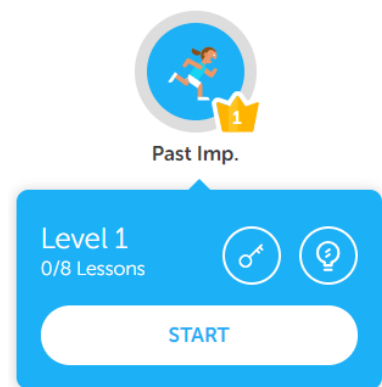 1
Past Imp.
Level 1
0/8 Lessons
START